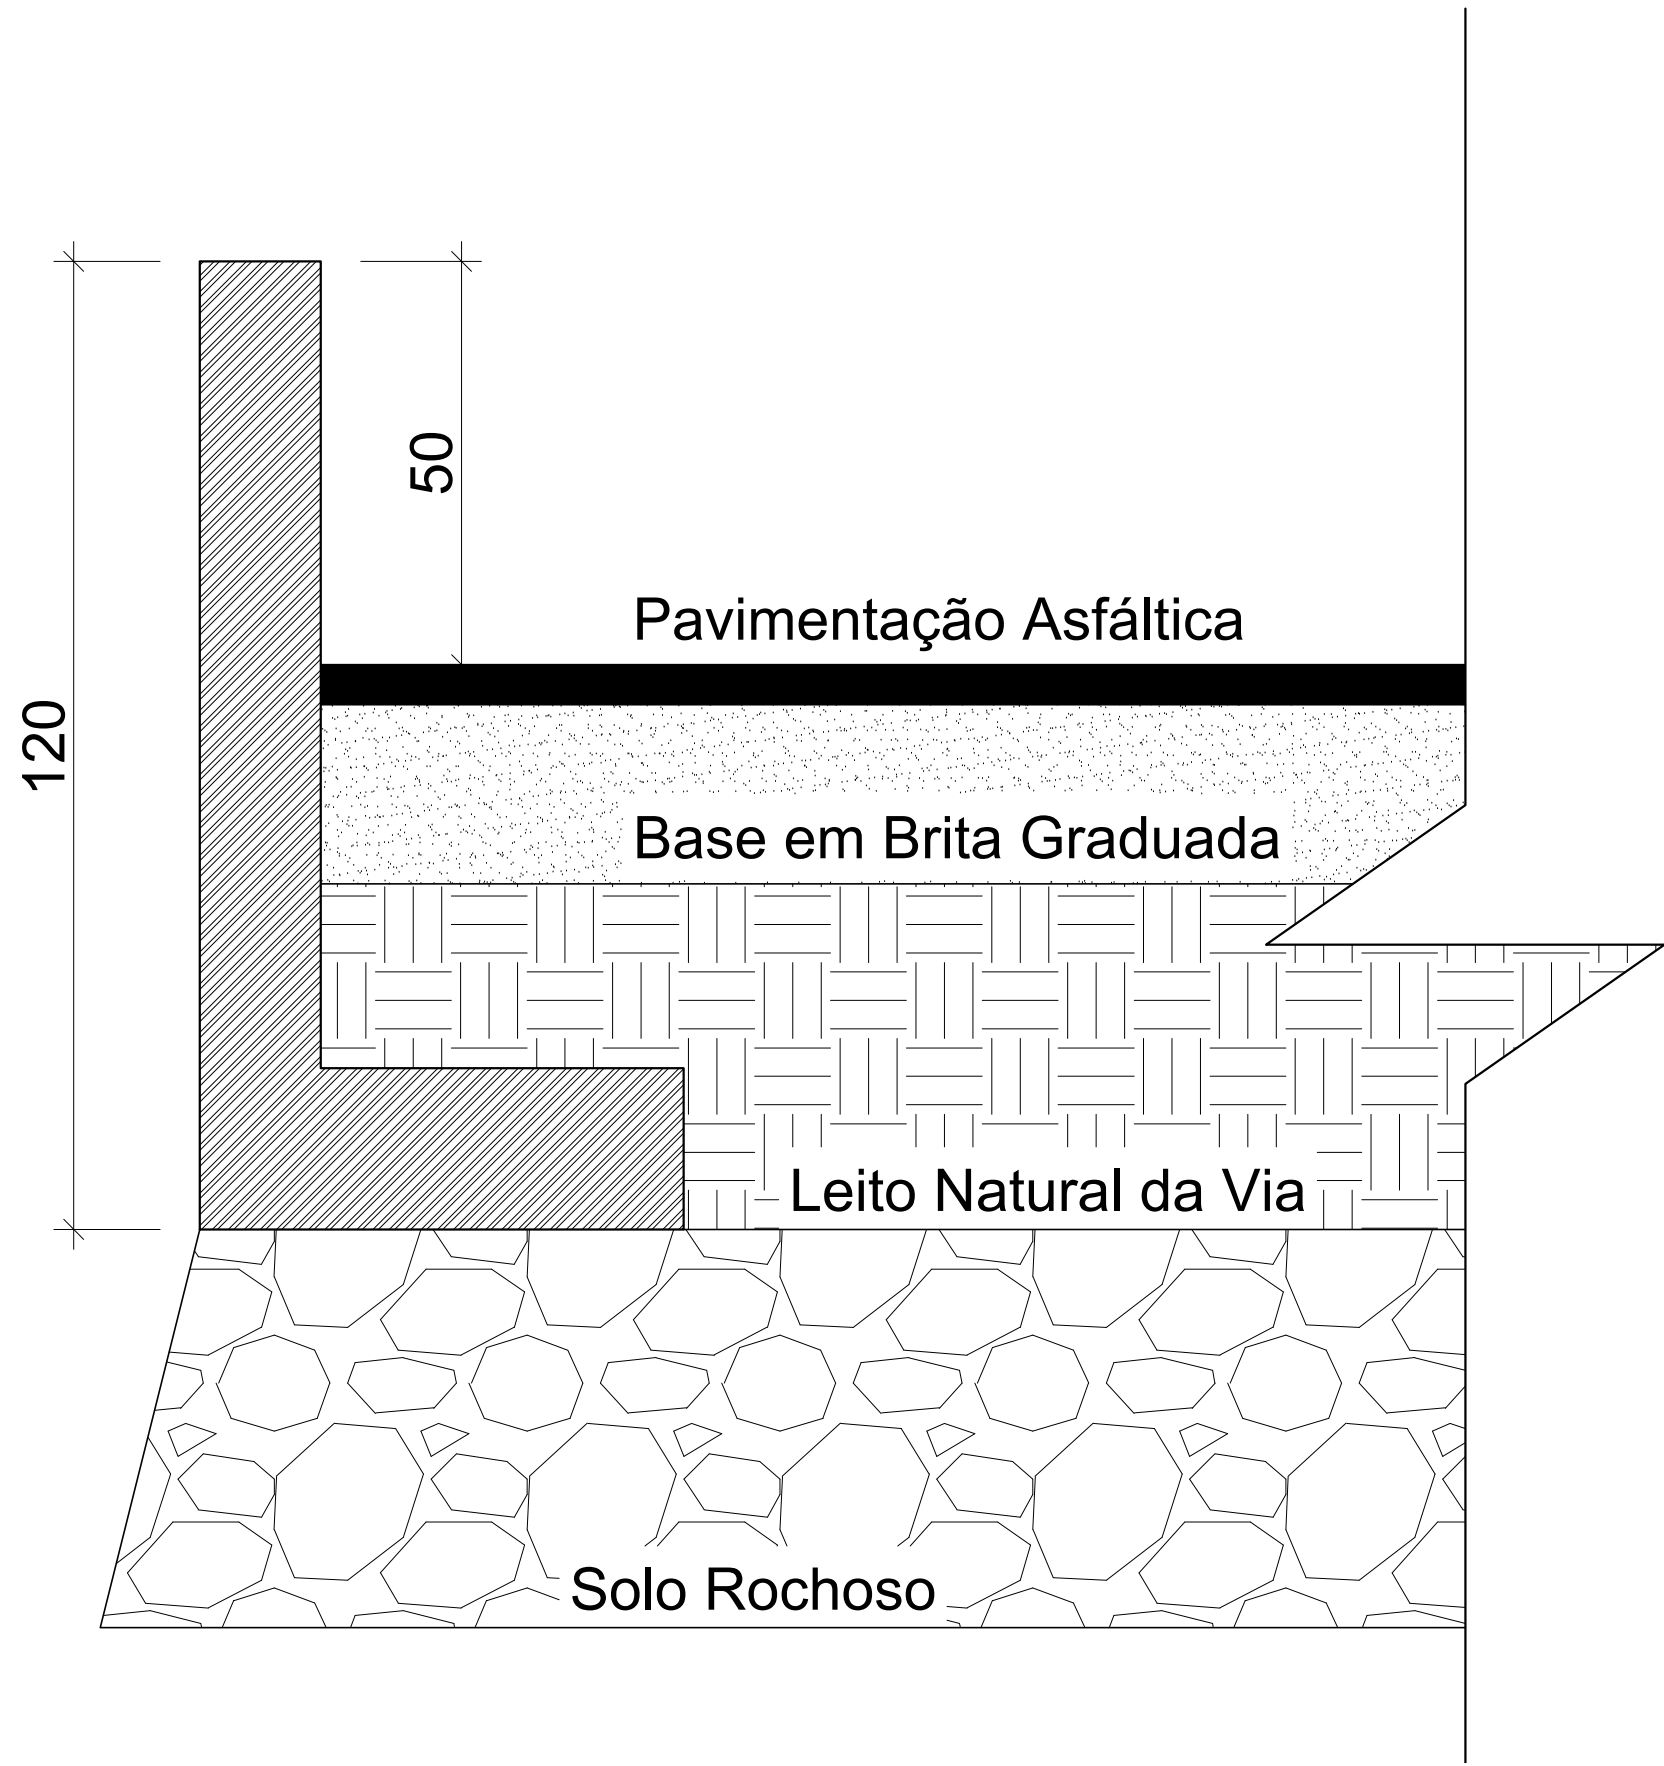 50
Pavimentação Asfáltica
120
Base em Brita Graduada
Leito Natural da Via
Solo Rochoso